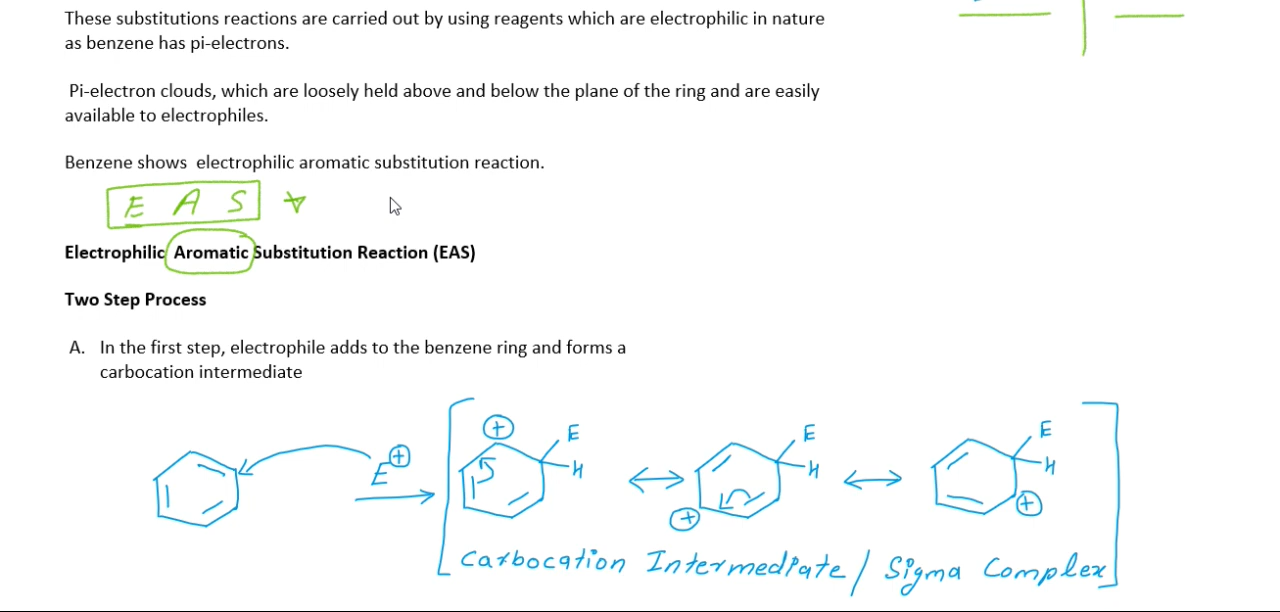 These substitutions reactions are carried out by using reagents which are electrophilic in nature
as benzene has pi-electrons.
Pi-electron clouds, which are loosely held above and below the plane of the ring and are easily
available to electrophiles.
Benzene shows electrophilic aromatic substitution reaction.
E A S
Electrophilic Aromatic Substitution Reaction (EAS)
Two Step Process
A. In the first step, electrophile adds to the benzene ring and forms a
carbocation intermediate
+ E + E + E
H H H
+ +
Carbocation Intermediate / Sigma Complex